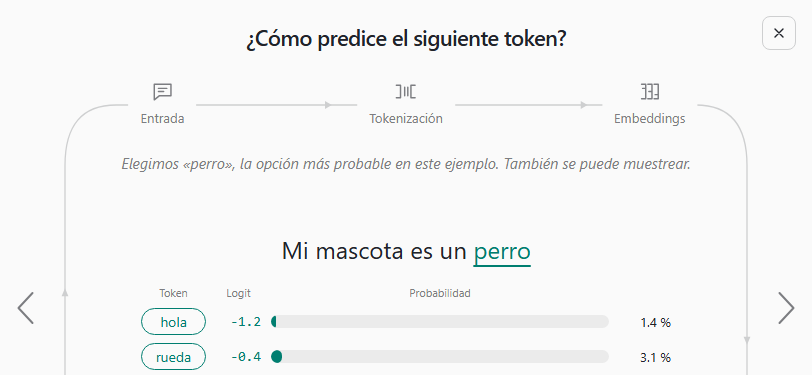 ¿Cómo predice el siguiente token?
Entrada
Tokenización
Embeddings
Elegimos «perro», la opción más probable en este ejemplo. También se puede muestrear.
Mi mascota es un perro
Token Logit Probabilidad
hola -1.2 1.4 %
rueda -0.4 3.1 %